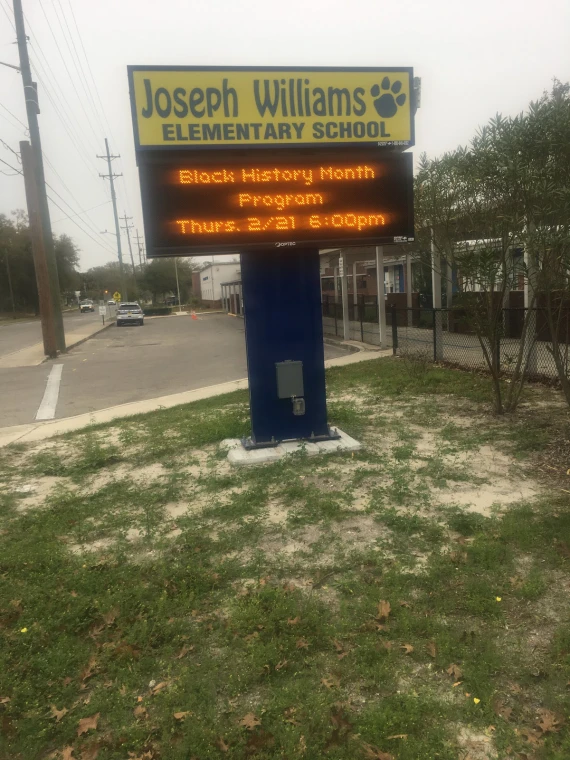 Joseph Williams
ELEMENTARY SCHOOL
Black History Month
Program
Thurs. 2/21 6:00pm